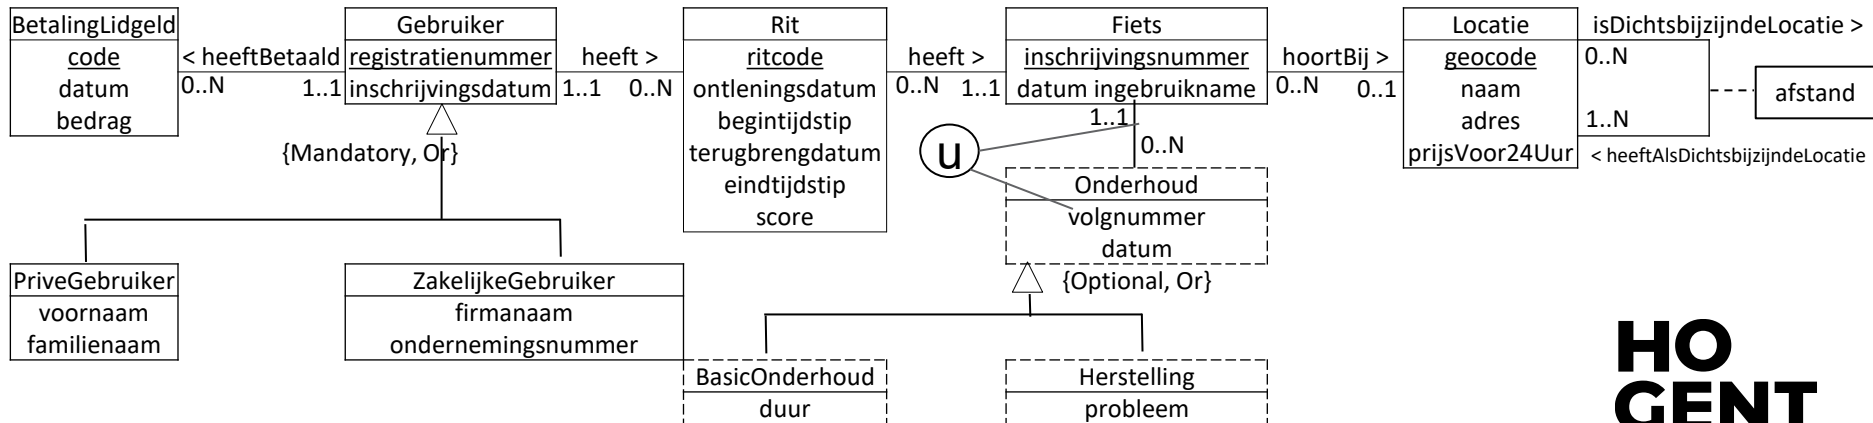 BetalingLidgeld
code
datum
bedrag
< heeftBetaald
0..N
1..1
Gebruiker
registratienummer
inschrijvingsdatum
{Mandatory, Or}
heeft >
1..1
0..N
Rit
ritcode
ontleningsdatum
begintijdstip
terugbrengdatum
eindtijdstip
score
heeft >
0..N
1..1
Fiets
inschrijvingsnummer
datum ingebruikname
1..1
0..N
u
hoortBij >
0..N
0..1
Locatie
geocode
naam
adres
prijsVoor24Uur
isDichtsbijzijndeLocatie >
0..N
afstand
1..N
< heeftAlsDichtsbijzijndeLocatie
Onderhoud
volgnummer
datum
{Optional, Or}
PriveGebruiker
voornaam
familienaam
ZakelijkeGebruiker
firmanaam
ondernemingsnummer
BasicOnderhoud
duur
Herstelling
probleem
HO
GENT